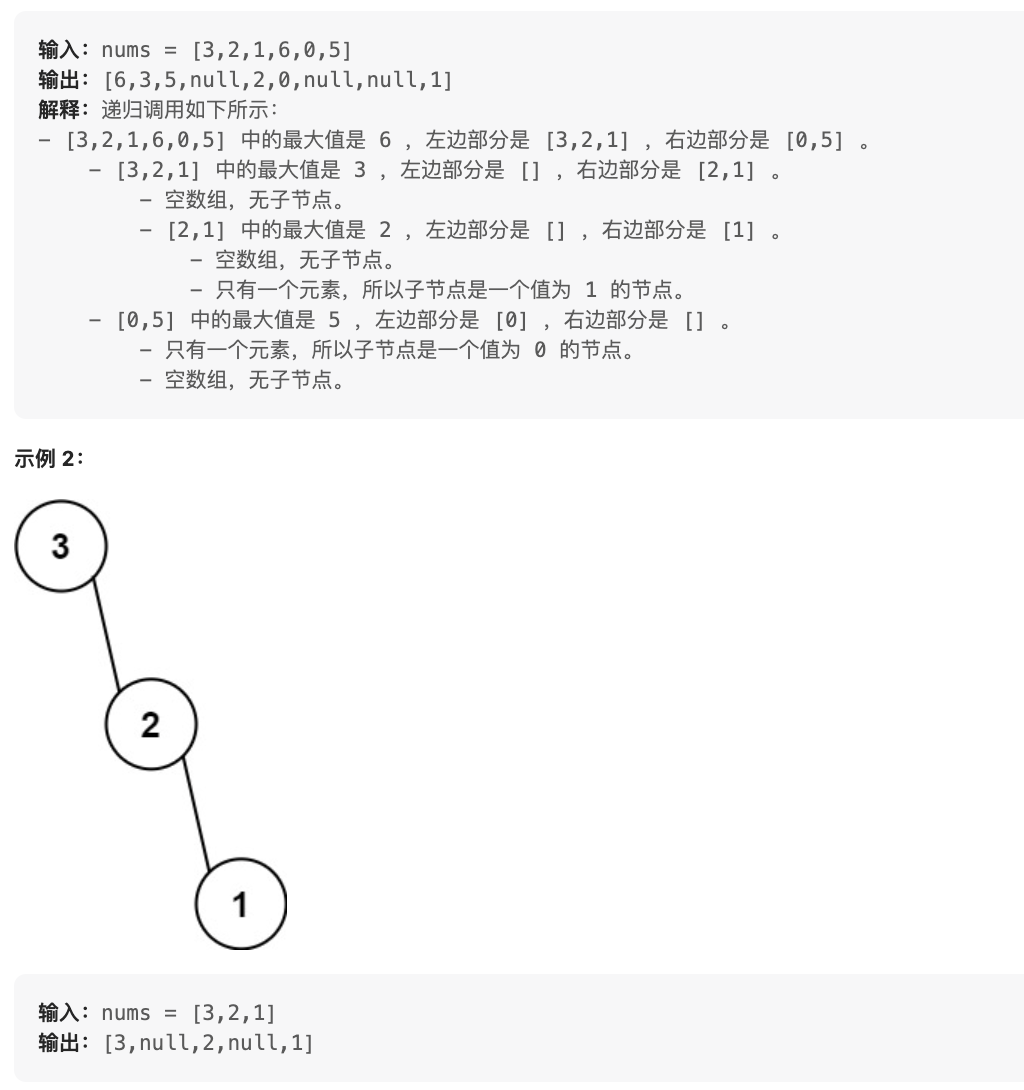 输入：nums = [3,2,1,6,0,5]
输出：[6,3,5,null,2,0,null,null,1]
解释：递归调用如下所示：
- [3,2,1,6,0,5] 中的最大值是 6 ，左边部分是 [3,2,1] ，右边部分是 [0,5] 。
- [3,2,1] 中的最大值是 3 ，左边部分是 [] ，右边部分是 [2,1] 。
- 空数组，无子节点。
- [2,1] 中的最大值是 2 ，左边部分是 [] ，右边部分是 [1] 。
- 空数组，无子节点。
- 只有一个元素，所以子节点是一个值为 1 的节点。
- [0,5] 中的最大值是 5 ，左边部分是 [0] ，右边部分是 [] 。
- 只有一个元素，所以子节点是一个值为 0 的节点。
- 空数组，无子节点。
示例 2：
3
2
1
输入：nums = [3,2,1]
输出：[3,null,2,null,1]